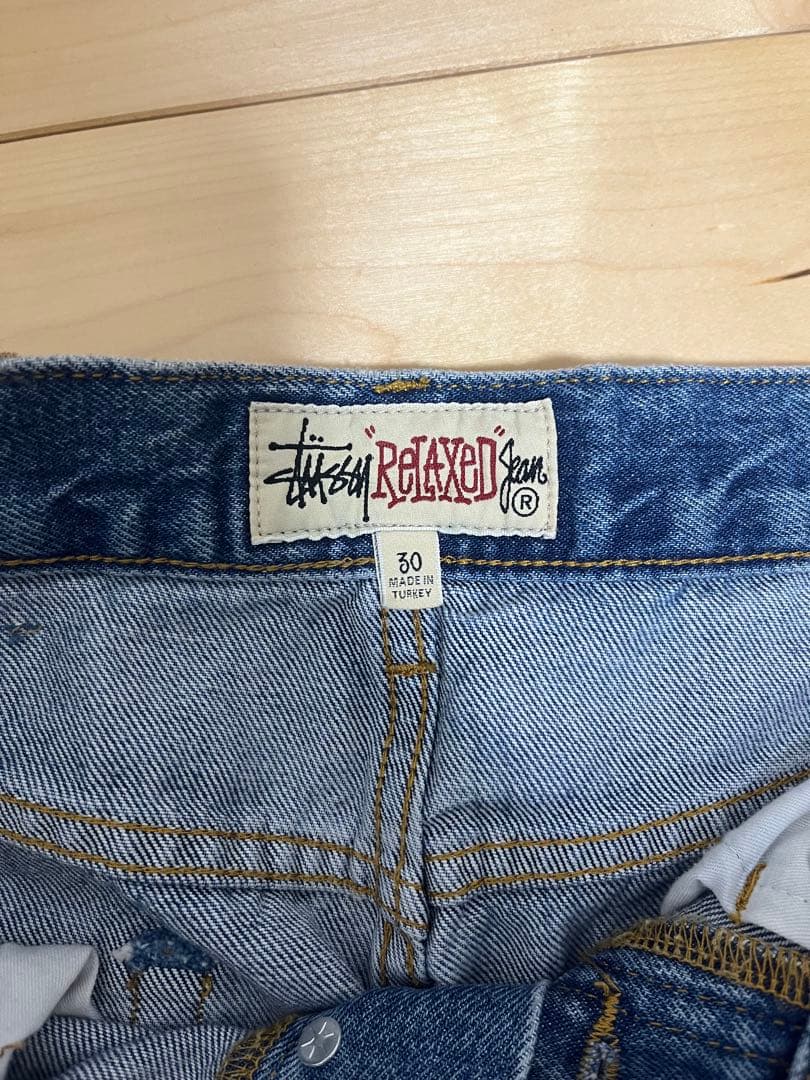 Stüssy "RELAXED" Jean ®
30
MADE IN
TURKEY